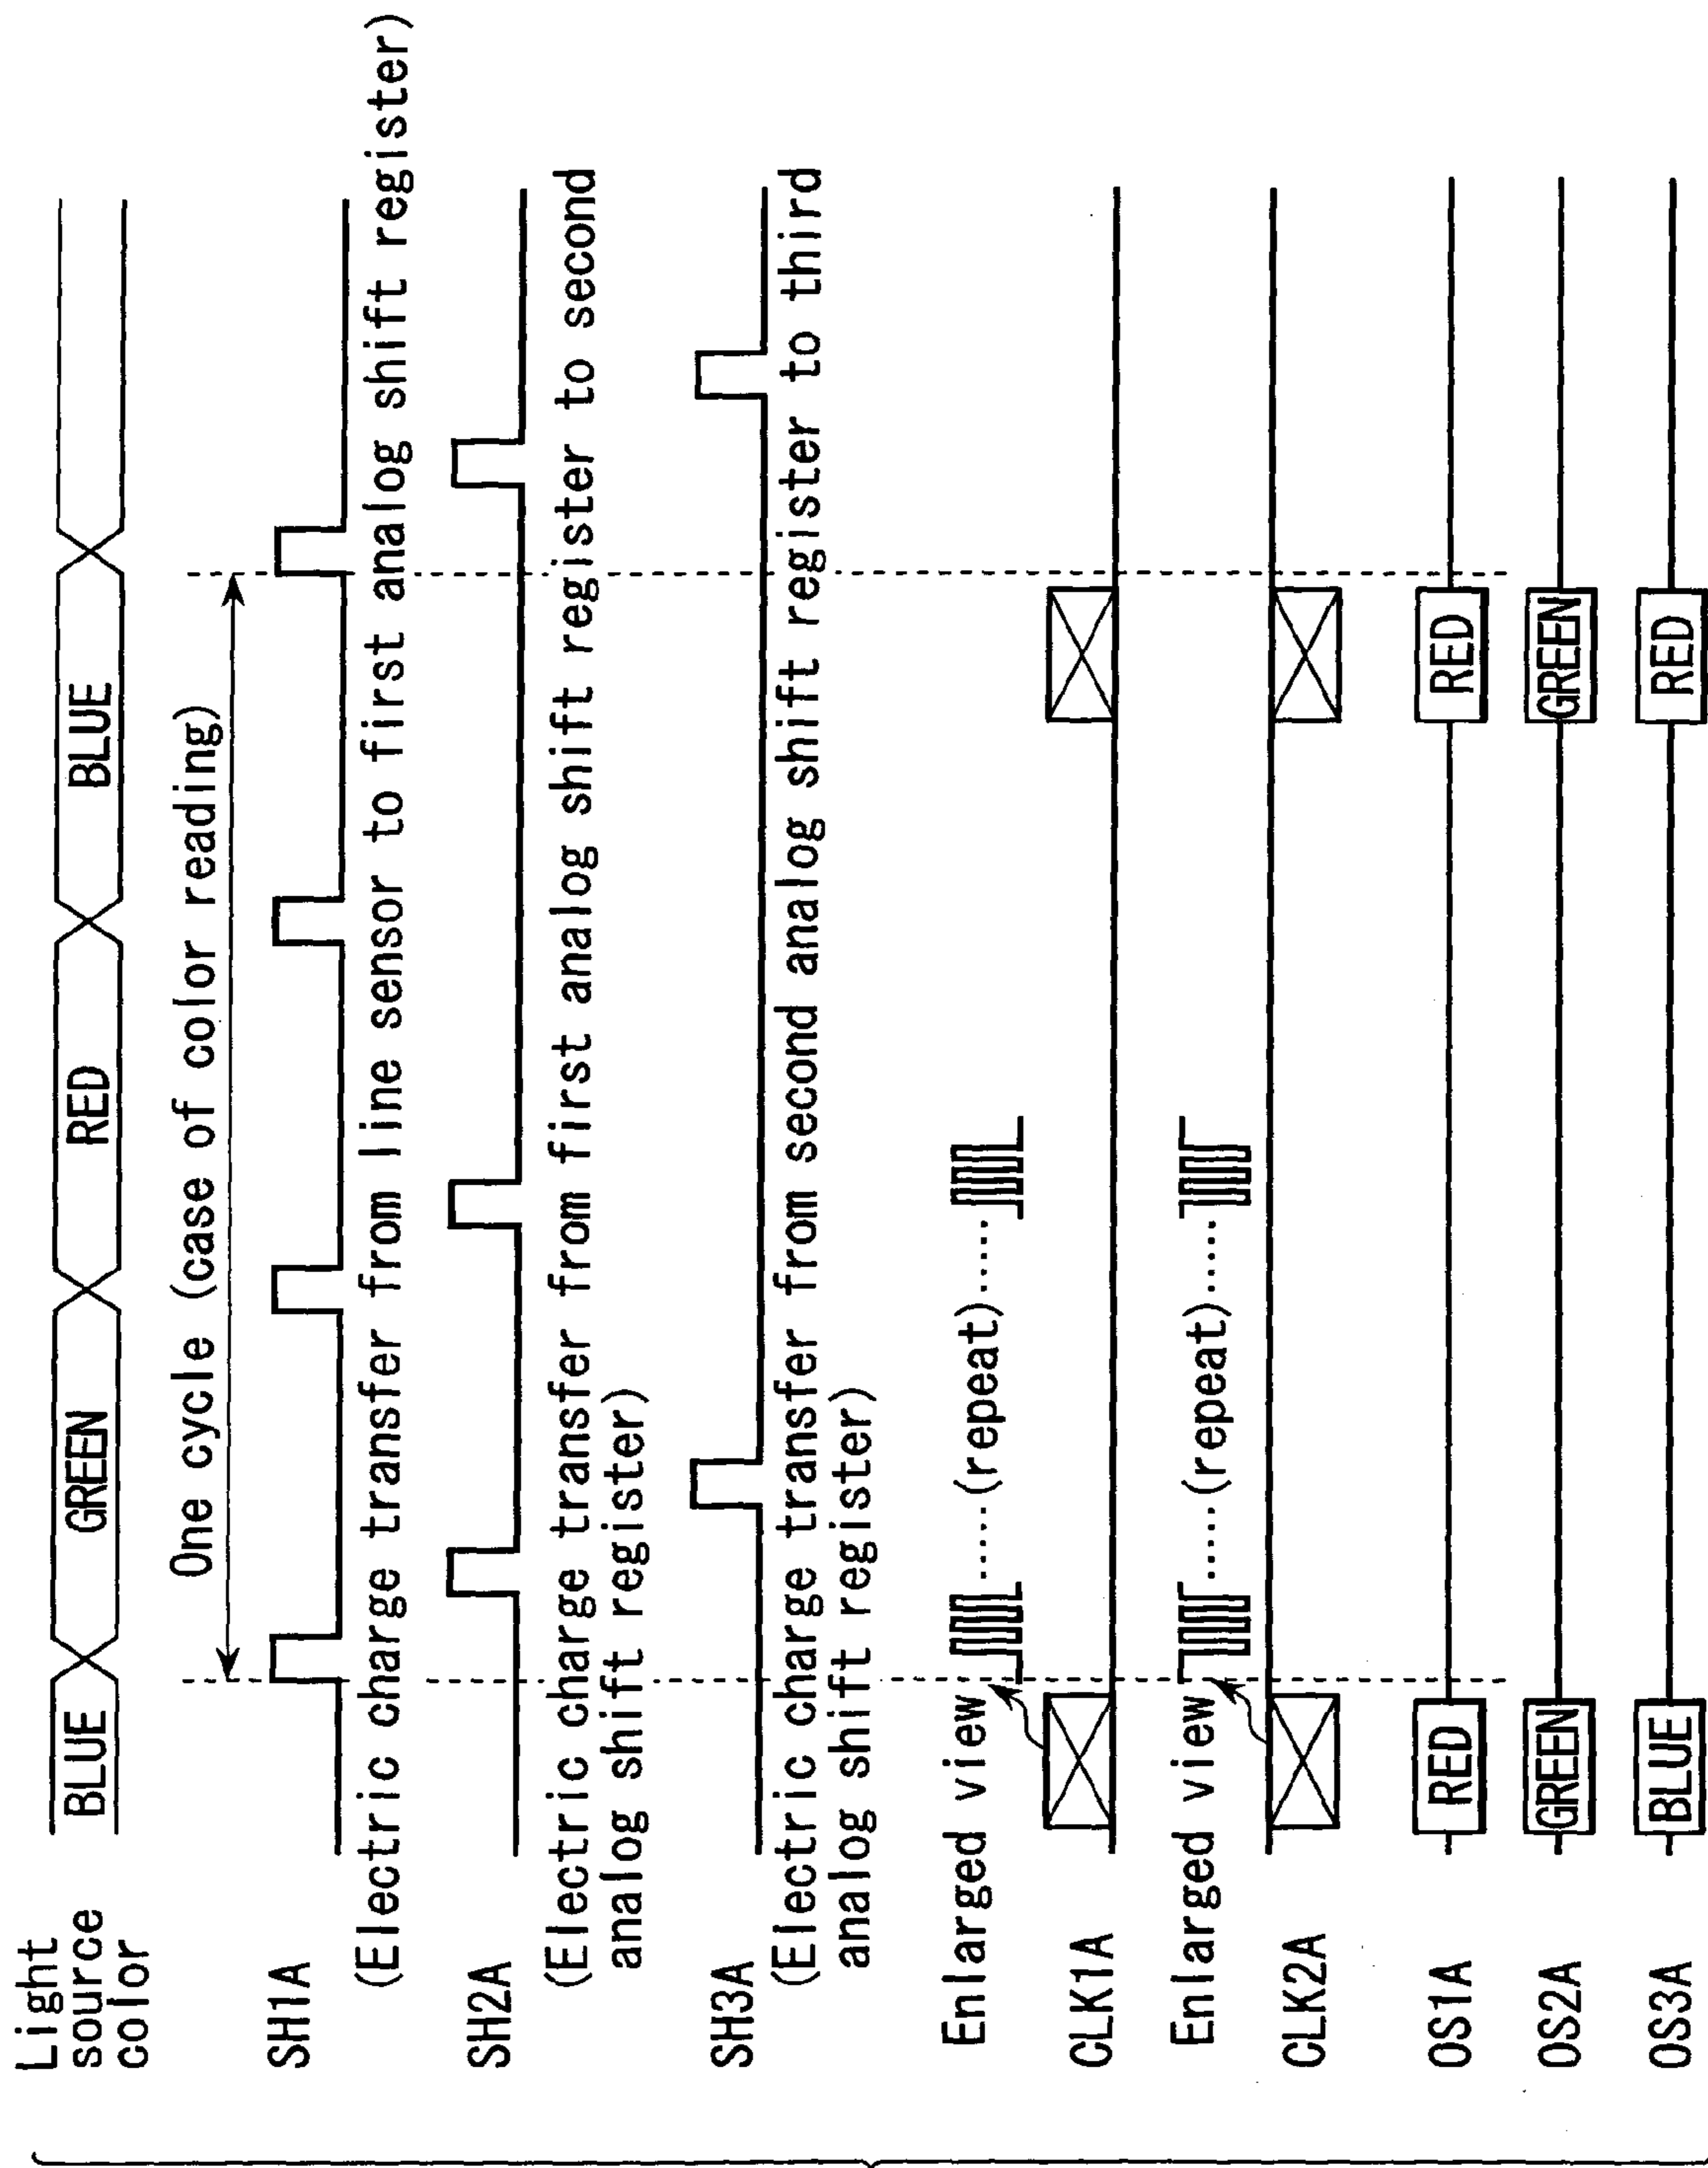 Light
source
color
BLUE GREEN RED BLUE
One cycle (case of color reading)
SH1A
(Electric charge transfer from line sensor to first analog shift register)
SH2A
(Electric charge transfer from first analog shift register to second
analog shift register)
SH3A
(Electric charge transfer from second analog shift register to third
analog shift register)
Enlarged view ......(repeat)......
CLK1A
Enlarged view ......(repeat)......
CLK2A
OS1A RED RED
OS2A GREEN GREEN
OS3A BLUE RED